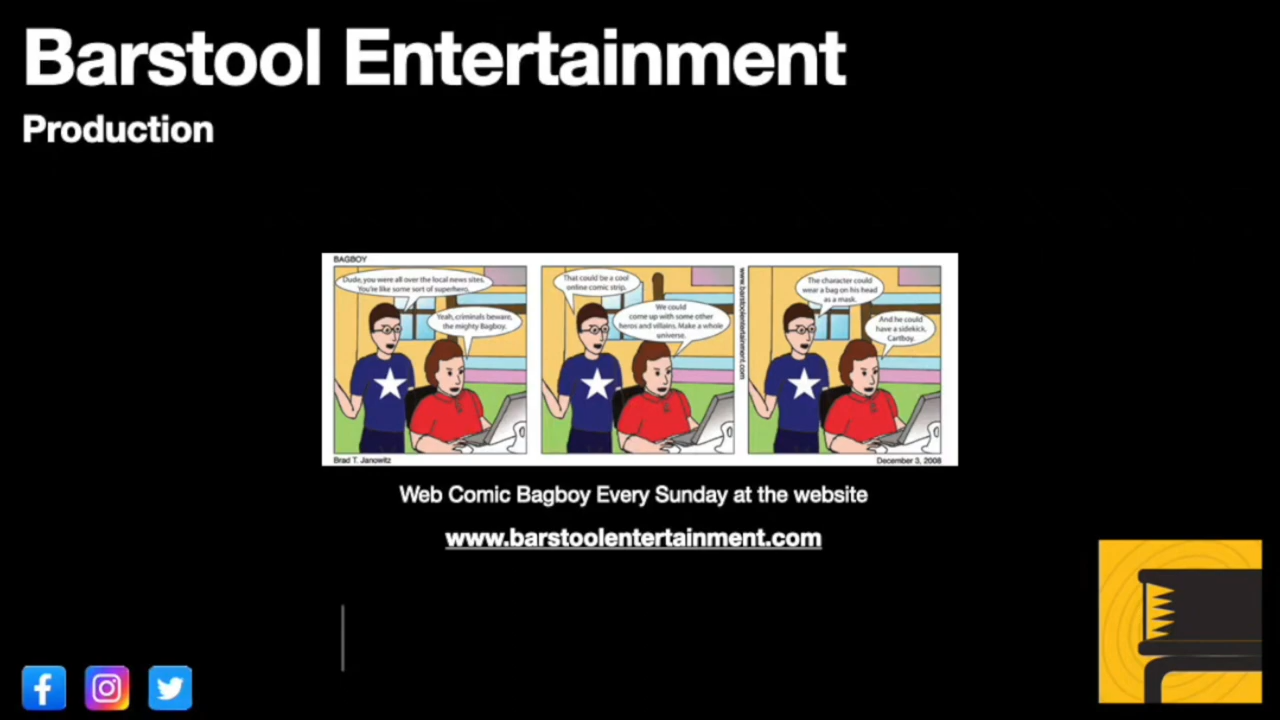 Barstool Entertainment
Production
BAGBOY
Dude, you were all over the local news sites.
You're like some sort of superhero.
Yeah, criminals beware,
the mighty Bagboy.
That could be a cool
online comic strip.
We could
come up with some other
heros and villains. Make a whole
universe.
www.barstoolentertainment.com
The character could
wear a bag on his head
as a mask.
And he could
have a sidekick,
Cartboy.
Brad T. Janowitz
December 3, 2008
Web Comic Bagboy Every Sunday at the website
www.barstoolentertainment.com